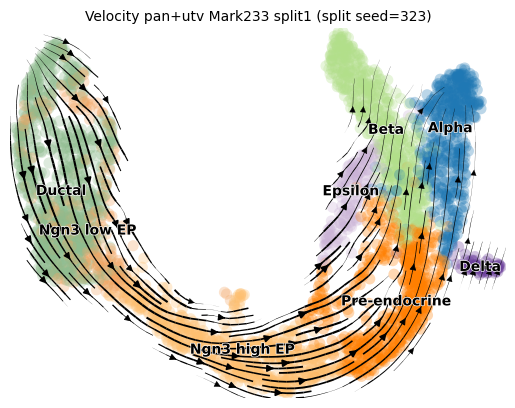 Velocity pan+utv Mark233 split1 (split seed=323)
Beta
Alpha
Ductal
Epsilon
Ngn3 low EP
Delta
Pre-endocrine
Ngn3 high EP